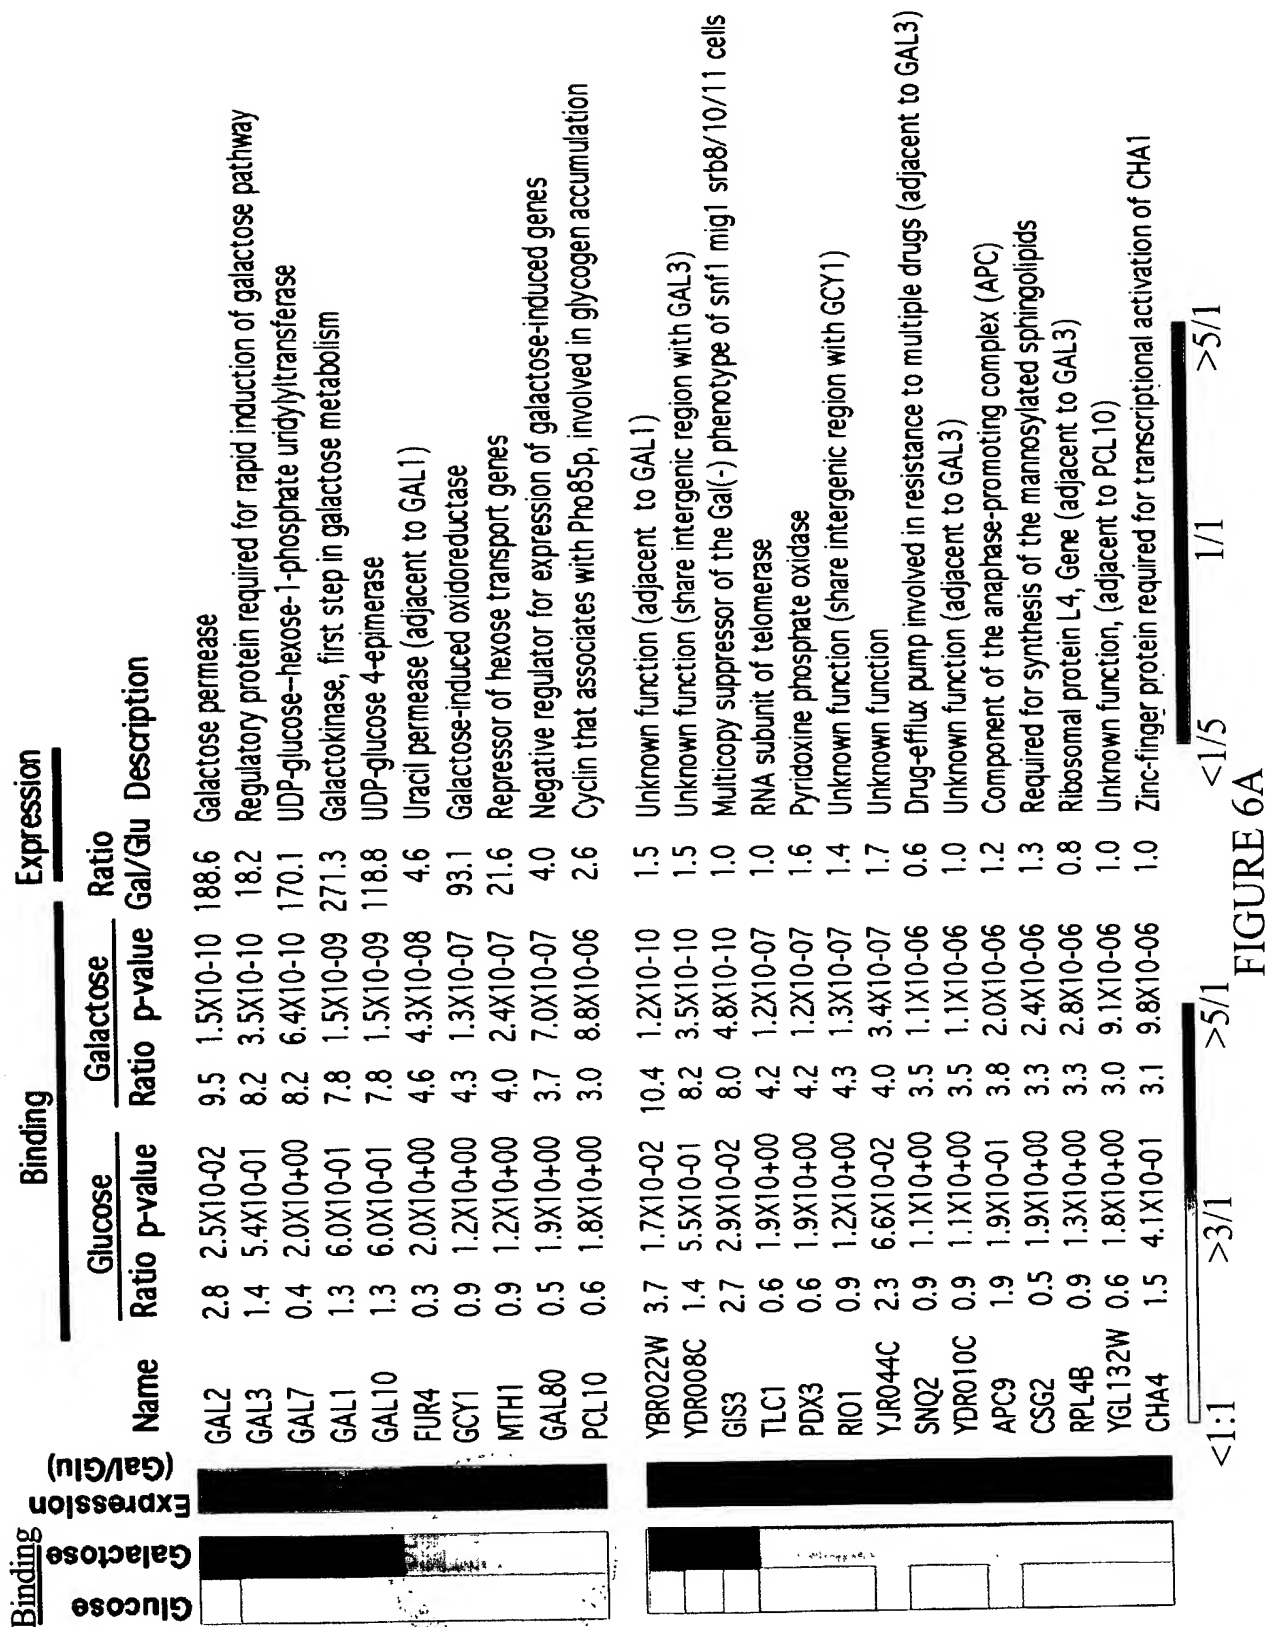 Binding Expression
Glucose Galactose Ratio
Name Ratio p-value Ratio p-value Gal/Glu Description
Binding
Glucose
Galactose
Expression
(Gal/Glu)
GAL2 2.8 2.5X10-02 9.5 1.5X10-10 188.6 Galactose permease
GAL3 1.4 5.4X10-01 8.2 3.5X10-10 18.2 Regulatory protein required for rapid induction of galactose pathway
GAL7 0.4 2.0X10+00 8.2 6.4X10-10 170.1 UDP-glucose--hexose-1-phosphate uridylyltransferase
GAL1 1.3 6.0X10-01 7.8 1.5X10-09 271.3 Galactokinase, first step in galactose metabolism
GAL10 1.3 6.0X10-01 7.8 1.5X10-09 118.8 UDP-glucose 4-epimerase
FUR4 0.3 2.0X10+00 4.6 4.3X10-08 4.6 Uracil permease (adjacent to GAL1)
GCY1 0.9 1.2X10+00 4.3 1.3X10-07 93.1 Galactose-induced oxidoreductase
MTH1 0.9 1.2X10+00 4.0 2.4X10-07 21.6 Repressor of hexose transport genes
GAL80 0.5 1.9X10+00 3.7 7.0X10-07 4.0 Negative regulator for expression of galactose-induced genes
PCL10 0.6 1.8X10+00 3.0 8.8X10-06 2.6 Cyclin that associates with Pho85p, involved in glycogen accumulation
YBR022W 3.7 1.7X10-02 10.4 1.2X10-10 1.5 Unknown function (adjacent to GAL1)
YDR008C 1.4 5.5X10-01 8.2 3.5X10-10 1.5 Unknown function (share intergenic region with GAL3)
GIS3 2.7 2.9X10-02 8.0 4.8X10-10 1.0 Multicopy suppressor of the Gal(-) phenotype of snf1 mig1 srb8/10/11 cells
TLC1 0.6 1.9X10+00 4.2 1.2X10-07 1.0 RNA subunit of telomerase
PDX3 0.6 1.9X10+00 4.2 1.2X10-07 1.6 Pyridoxine phosphate oxidase
RIO1 0.9 1.2X10+00 4.3 1.3X10-07 1.4 Unknown function (share intergenic region with GCY1)
YJR044C 2.3 6.6X10-02 4.0 3.4X10-07 1.7 Unknown function
SNQ2 0.9 1.1X10+00 3.5 1.1X10-06 0.6 Drug-efflux pump involved in resistance to multiple drugs (adjacent to GAL3)
YDR010C 0.9 1.1X10+00 3.5 1.1X10-06 1.0 Unknown function (adjacent to GAL3)
APC9 1.9 1.9X10-01 3.8 2.0X10-06 1.2 Component of the anaphase-promoting complex (APC)
CSG2 0.5 1.9X10+00 3.3 2.4X10-06 1.3 Required for synthesis of the mannosylated sphingolipids
RPL4B 0.9 1.3X10+00 3.3 2.8X10-06 0.8 Ribosomal protein L4, Gene (adjacent to GAL3)
YGL132W 0.6 1.8X10+00 3.0 9.1X10-06 1.0 Unknown, (adjacent to PCL10)
CHA4 1.5 4.1X10-01 3.1 9.8X10-06 1.0 Zinc-finger protein required for transcriptional activation of CHA1
<1:1 >3/1 >5/1 <1/5 1/1 >5/1
FIGURE 6A